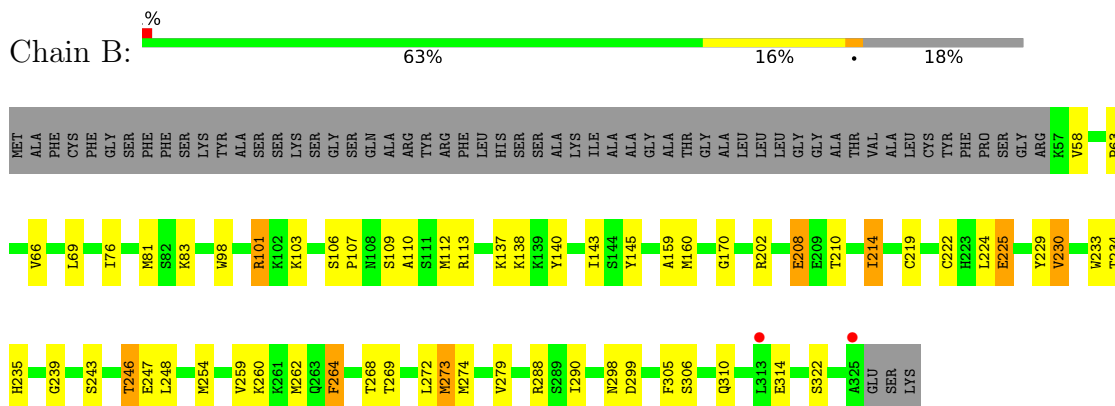 .%
Chain B:
63% 16% • 18%
MET ALA PHE CYS PHE GLY SER PHE PHE SER LYS TYR ALA SER SER LYS SER GLY SER GLN ALA ARG TYR ARG PHE LEU HIS SER SER ALA LYS ILE ALA ALA GLY ALA THR GLY ALA LEU LEU LEU GLY GLY ALA THR VAL ALA LEU CYS TYR PHE PRO SER GLY ARG K57 V58 P63
V66 L69 I76 M81 S82 K83 W98 R101 K102 K103 S106 P107 N108 S109 A110 S111 M112 R113 K137 K138 K139 Y140 I143 S144 Y145 A159 M160 G170 R202 E208 E209 T210 I214 C219 C222 H223 L224 E225 Y229 V230 W233 T234
H235 G239 S243 T246 E247 L248 M254 V259 K260 K261 M262 Q263 F264 T268 T269 L272 M273 M274 V279 R288 S289 I290 N298 D299 F305 S306 Q310 L313 E314 S322 A325 GLU SER LYS